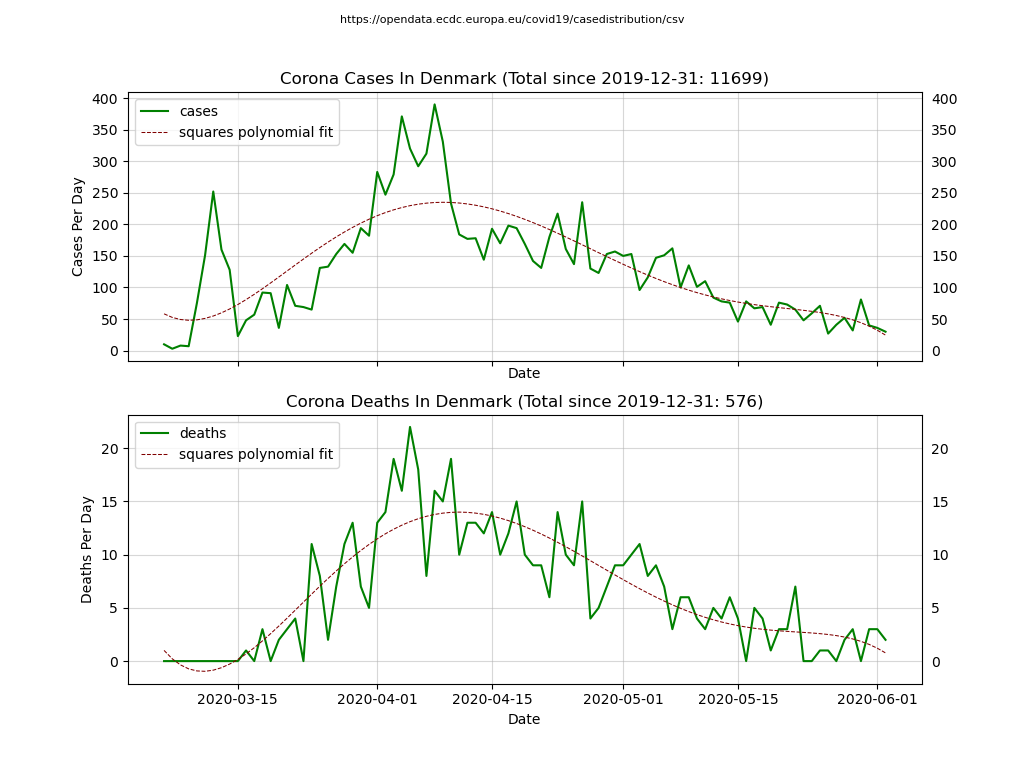 https://opendata.ecdc.europa.eu/covid19/casedistribution/csv
Corona Cases In Denmark (Total since 2019-12-31: 11699)
cases
squares polynomial fit
Cases Per Day
400
350
300
250
200
150
100
50
0
400
350
300
250
200
150
100
50
0
Date
Corona Deaths In Denmark (Total since 2019-12-31: 576)
deaths
squares polynomial fit
Deaths Per Day
20
15
10
5
0
20
15
10
5
0
2020-03-15 2020-04-01 2020-04-15 2020-05-01 2020-05-15 2020-06-01
Date